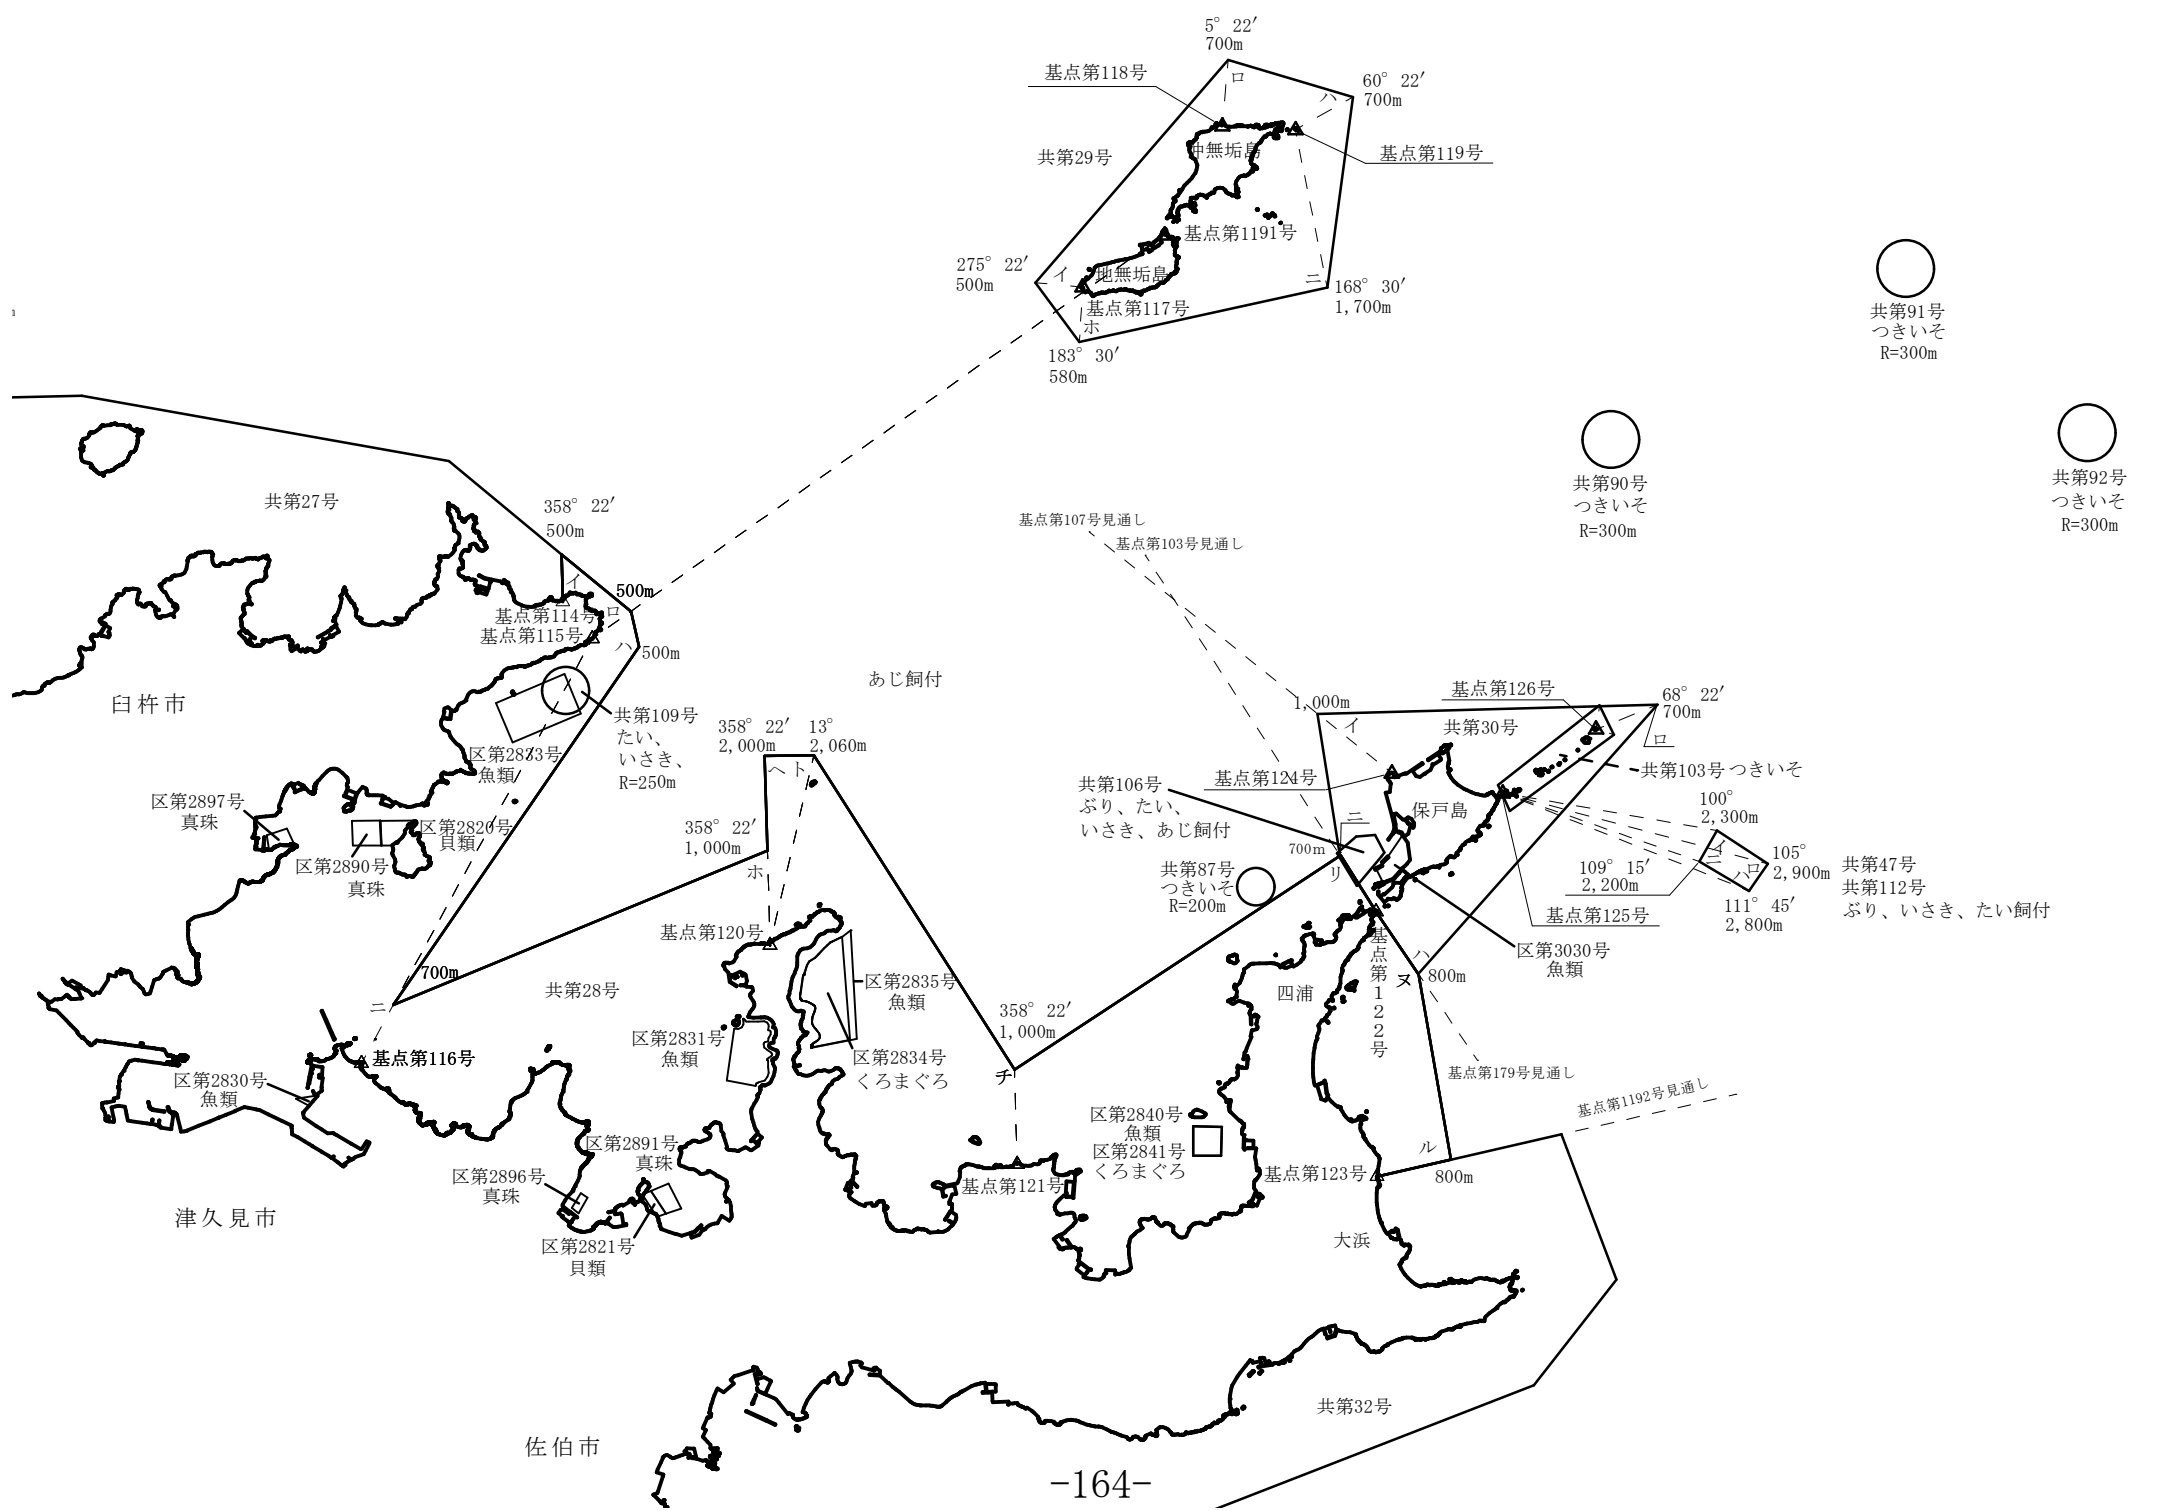 5° 22′
700m
基点第118号
ロ
60° 22′
ハ
700m
沖無垢島
基点第119号
共第29号
基点第1191号
275° 22′
500m
イ
地無垢島
ニ
168° 30′
1,700m
基点第117号
ホ
183° 30′
580m
共第91号
つきいそ
R=300m
共第90号
つきいそ
R=300m
共第92号
つきいそ
R=300m
共第27号
358° 22′
500m
イ
500m
基点第114号
ロ
基点第115号
ハ
500m
基点第107号見通し
基点第103号見通し
臼杵市
あじ飼付
共第109号
たい、
いさき、
R=250m
区第2833号
魚類
358° 22′
2,000m
13°
2,060m
ヘ
ト
区第2897号
真珠
区第2820号
貝類
区第2890号
真珠
358° 22′
1,000m
ホ
1,000m
イ
基点第126号
68° 22′
700m
ロ
共第30号
基点第124号
共第103号 つきいそ
共第106号
ぶり、たい、
いさき、あじ飼付
ニ
保戸島
700m
リ
100°
2,300m
イ
ニ
ロ
ハ
105°
2,900m
109° 15′
2,200m
111° 45′
2,800m
共第47号
共第112号
ぶり、いさき、たい飼付
共第87号
つきいそ
R=200m
基点第125号
基点第120号
区第3030号
魚類
基点第122号
ハ
ヌ
800m
四浦
700m
ニ
共第28号
区第2835号
魚類
358° 22′
1,000m
チ
区第2831号
魚類
区第2834号
くろまぐろ
基点第116号
区第2830号
魚類
基点第179号見通し
基点第1192号見通し
区第2840号
魚類
区第2841号
くろまぐろ
ル
基点第123号
800m
区第2891号
真珠
区第2896号
真珠
基点第121号
区第2821号
貝類
津久見市
大浜
共第32号
佐伯市
-164-